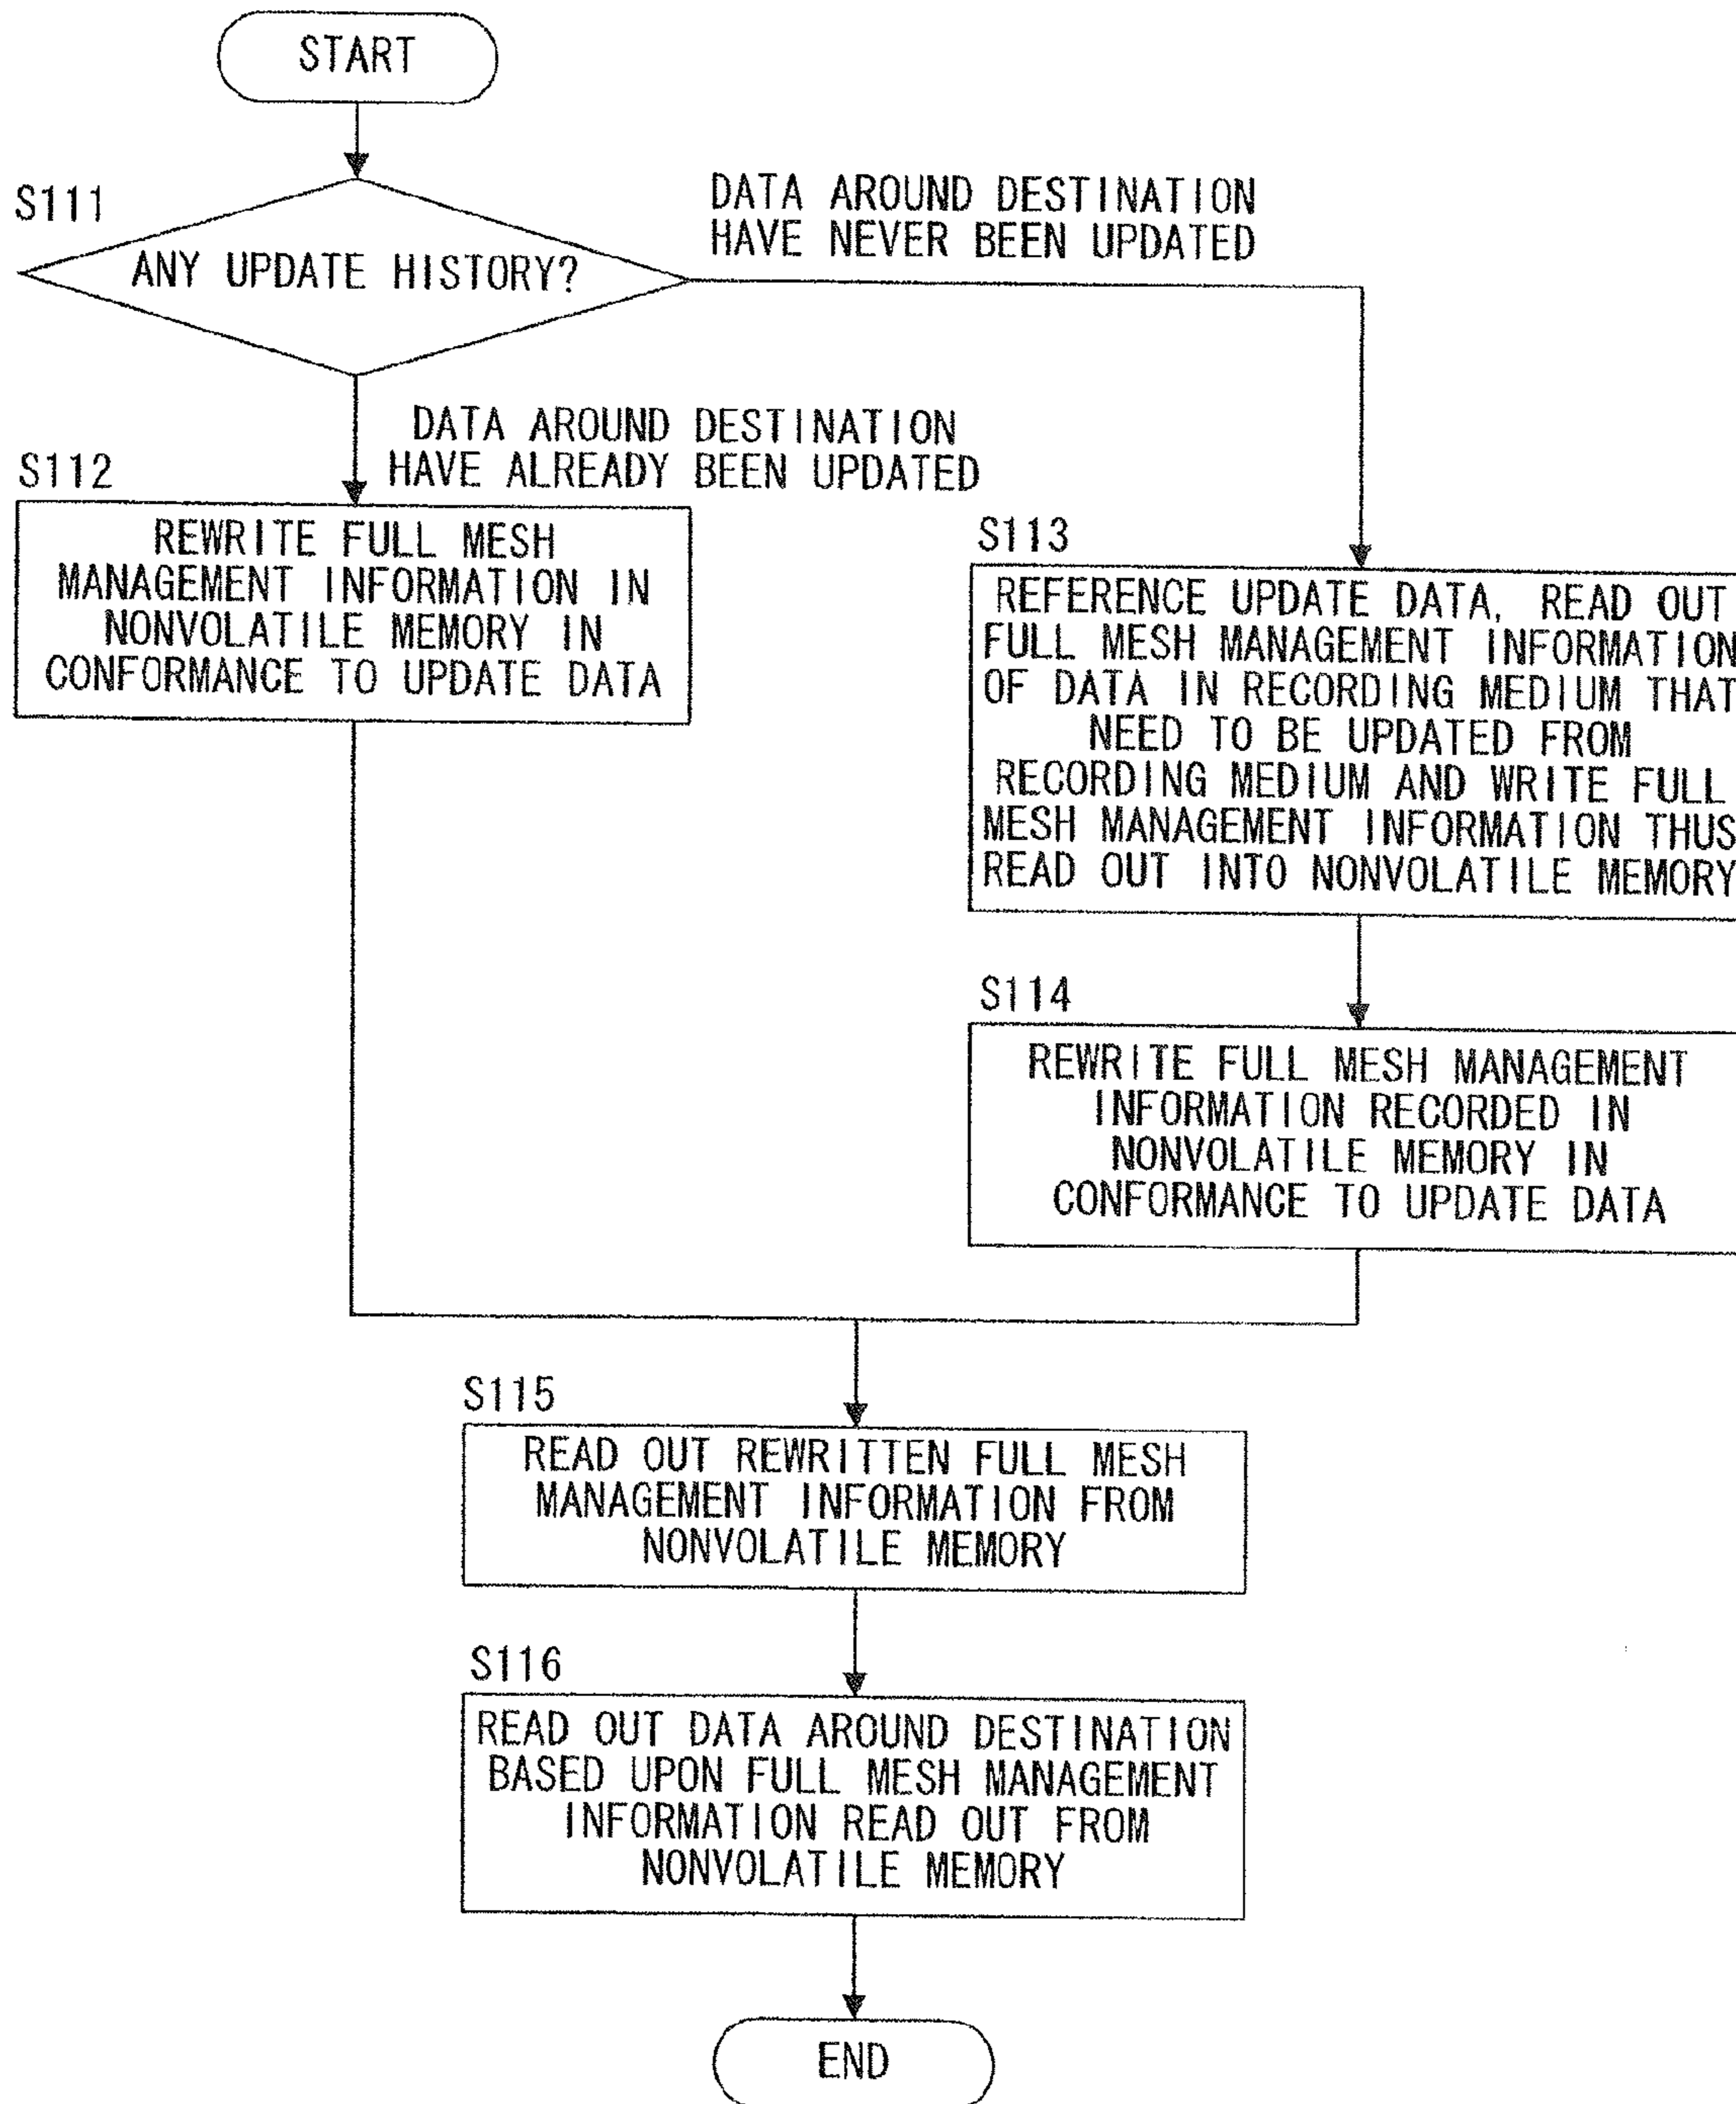 START
S111
ANY UPDATE HISTORY?
DATA AROUND DESTINATION
HAVE NEVER BEEN UPDATED
DATA AROUND DESTINATION
HAVE ALREADY BEEN UPDATED
S112
REWRITE FULL MESH
MANAGEMENT INFORMATION IN
NONVOLATILE MEMORY IN
CONFORMANCE TO UPDATE DATA
S113
REFERENCE UPDATE DATA, READ OUT
FULL MESH MANAGEMENT INFORMATION
OF DATA IN RECORDING MEDIUM THAT
NEED TO BE UPDATED FROM
RECORDING MEDIUM AND WRITE FULL
MESH MANAGEMENT INFORMATION THUS
READ OUT INTO NONVOLATILE MEMORY
S114
REWRITE FULL MESH MANAGEMENT
INFORMATION RECORDED IN
NONVOLATILE MEMORY IN
CONFORMANCE TO UPDATE DATA
S115
READ OUT REWRITTEN FULL MESH
MANAGEMENT INFORMATION FROM
NONVOLATILE MEMORY
S116
READ OUT DATA AROUND DESTINATION
BASED UPON FULL MESH MANAGEMENT
INFORMATION READ OUT FROM
NONVOLATILE MEMORY
END